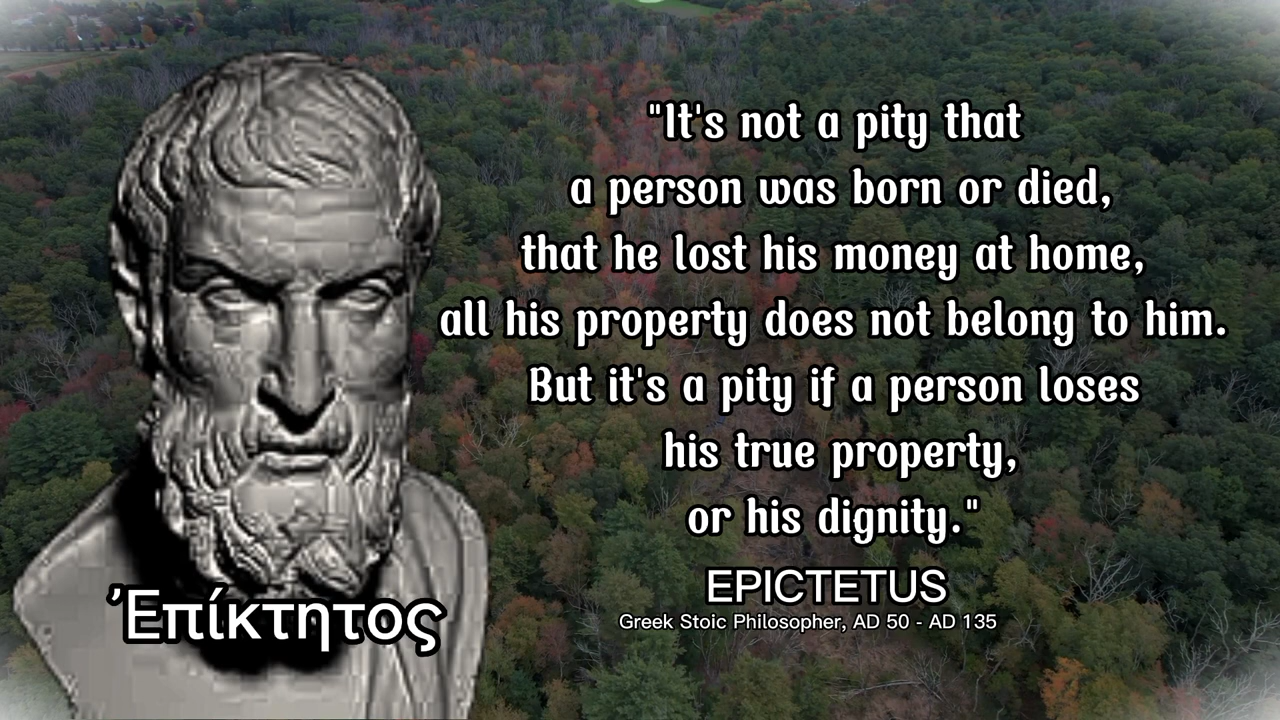 "It's not a pity that
a person was born or died,
that he lost his money at home,
all his property does not belong to him.
But it's a pity if a person loses
his true property,
or his dignity."
EPICTETUS
Greek Stoic Philosopher, AD 50 - AD 135
Ἐπίκτητος